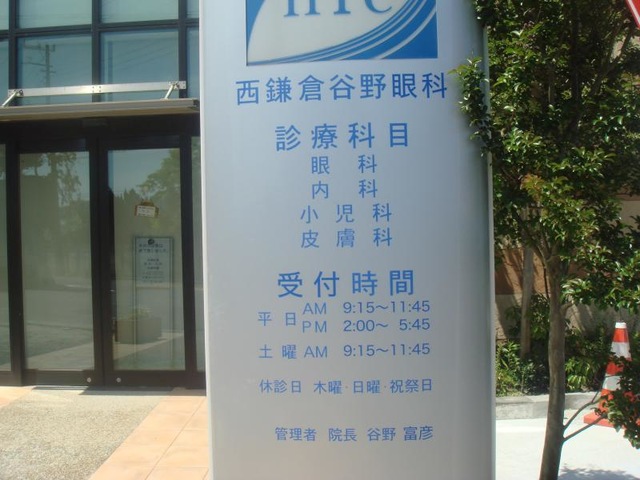 HTC
西鎌倉谷野眼科
診療科目
眼科
内科
小児科
皮膚科
受付時間
平日 AM 9:15～11:45
PM 2:00～ 5:45
土曜 AM 9:15～11:45
休診日 木曜・日曜・祝祭日
管理者 院長 谷野 富彦